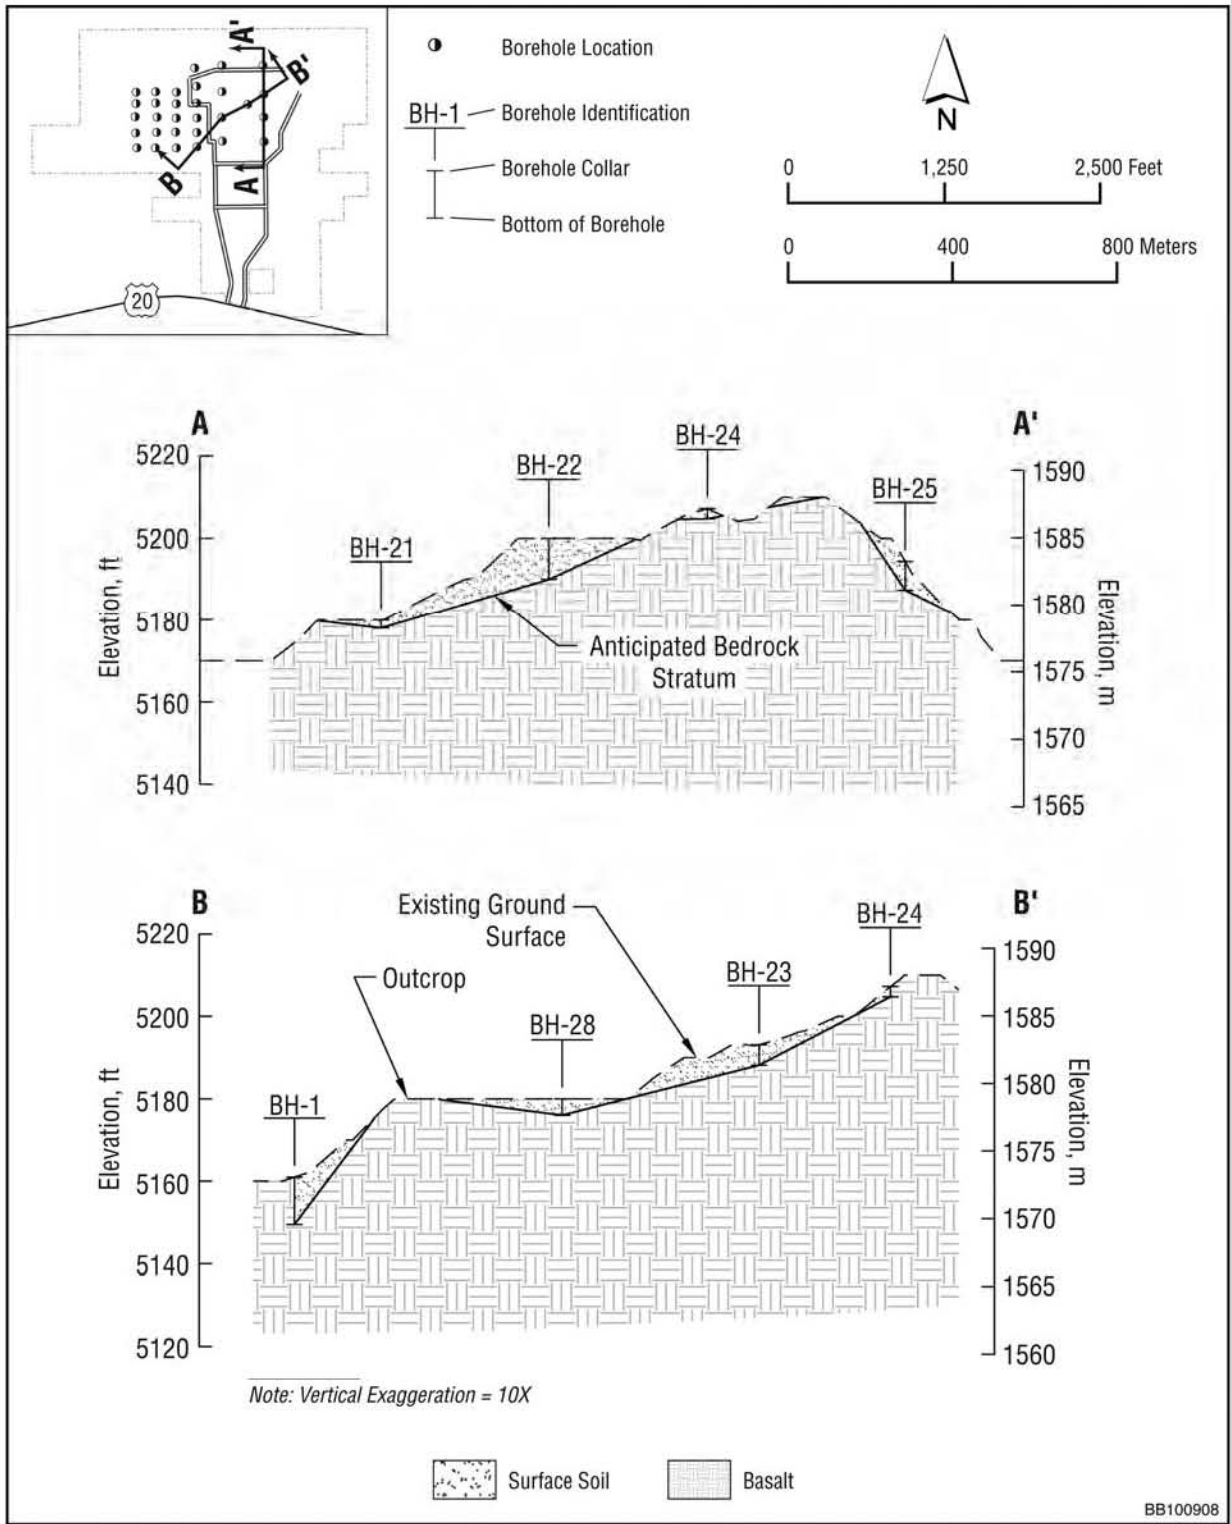 A'
B'
B
A
20
Borehole Location
BH-1
Borehole Identification
Borehole Collar
Bottom of Borehole
N
0 1,250 2,500 Feet
0 400 800 Meters
A
A'
BH-24
BH-22
BH-25
BH-21
5220
5200
5180
5160
5140
Elevation, ft
1590
1585
1580
1575
1570
1565
Elevation, m
Anticipated Bedrock
Stratum
B
B'
Existing Ground
Surface
BH-24
BH-23
Outcrop
BH-28
BH-1
5220
5200
5180
5160
5140
5120
Elevation, ft
1590
1585
1580
1575
1570
1565
1560
Elevation, m
Note: Vertical Exaggeration = 10X
Surface Soil
Basalt
BB100908